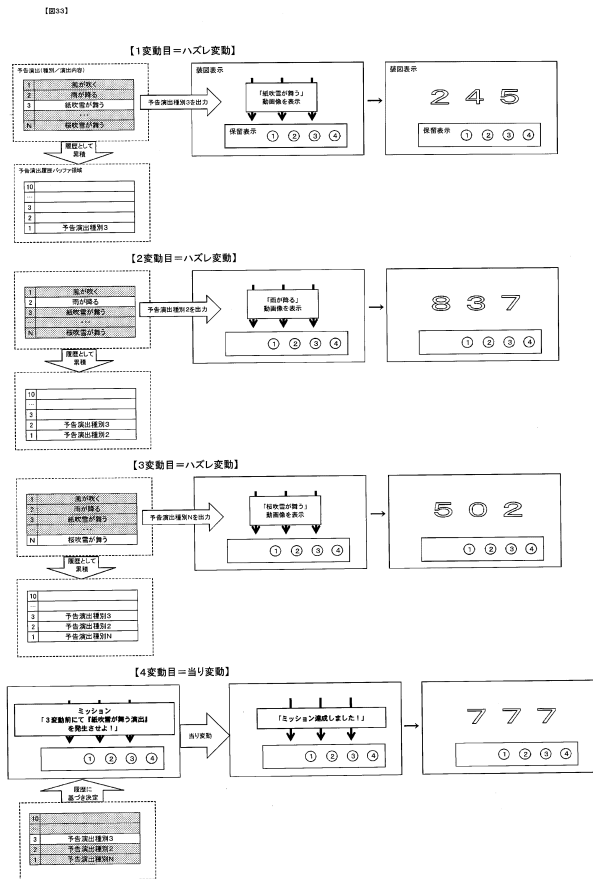 【図33】
【1変動目=ハズレ変動】
予告演出(種別/演出内容)
1 風が吹く
2 雨が降る
3 紙吹雪が舞う
...
N 桜吹雪が舞う
予告演出種別3を出力
装図表示
「紙吹雪が舞う」
動画像を表示
保留表示 ① ② ③ ④
装図表示
2 4 5
保留表示 ① ② ③ ④
履歴として
累積
予告演出履歴バッファ領域
10
...
3
2
1 予告演出種別3
【2変動目=ハズレ変動】
1 風が吹く
2 雨が降る
3 紙吹雪が舞う
...
N 桜吹雪が舞う
予告演出種別2を出力
「雨が降る」
動画像を表示
① ② ③ ④
8 3 7
① ② ③ ④
履歴として
累積
10
...
3
2 予告演出種別3
1 予告演出種別2
【3変動目=ハズレ変動】
1 風が吹く
2 雨が降る
3 紙吹雪が舞う
...
N 桜吹雪が舞う
予告演出種別Nを出力
「桜吹雪が舞う」
動画像を表示
① ② ③ ④
5 0 2
① ② ③ ④
履歴として
累積
10
...
3 予告演出種別3
2 予告演出種別2
1 予告演出種別N
【4変動目=当り変動】
ミッション
「3変動前にて『紙吹雪が舞う演出』
を発生させよ!」
① ② ③ ④
当り変動
「ミッション達成しました!」
① ② ③ ④
7 7 7
① ② ③ ④
履歴に
基づき決定
10
...
3 予告演出種別3
2 予告演出種別2
1 予告演出種別N